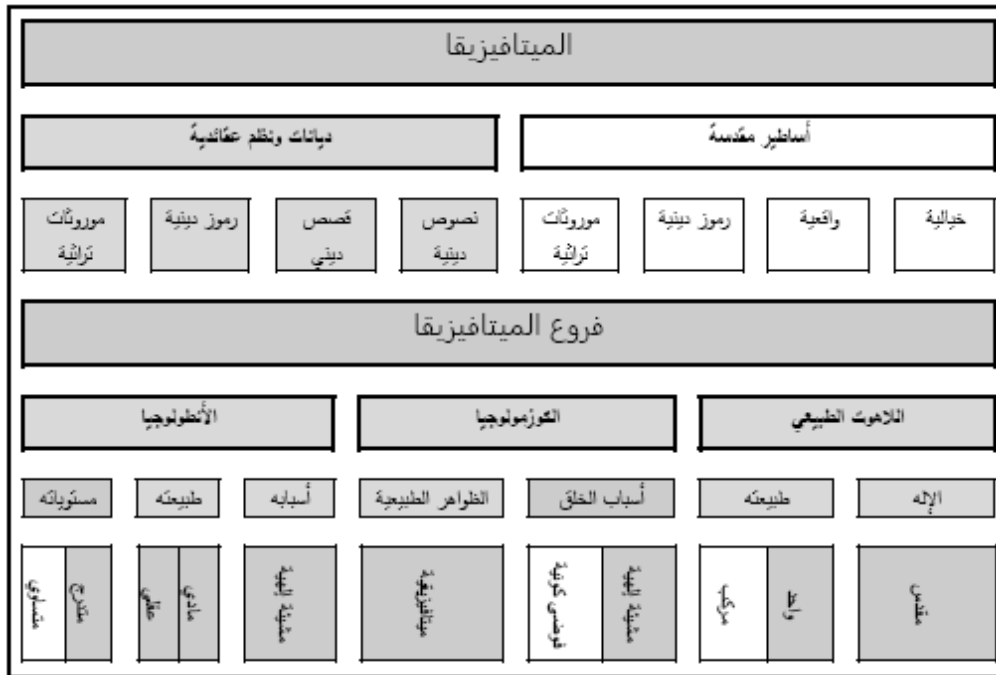 الميتافيزيقا
أساطير مقدسة
ديانات ونظم عقائدية
خيالية
واقعية
رموز دينية
موروثات
تراثية
نصوص
دينية
قصص
ديني
رموز دينية
موروثات
تراثية
فروع الميتافيزيقا
اللاهوت الطبيعي
الكوزمولوجيا
الأنطولوجيا
الإله
طبيعته
أسباب الخلق
الظواهر الطبيعية
أسبابه
طبيعته
مستوياته
مقدس
واحد
مركب
مشيئة إلهية
فوضى كونية
ميتافيزيقية
مشيئة إلهية
مادي
عقلي
متدرج
متساوي